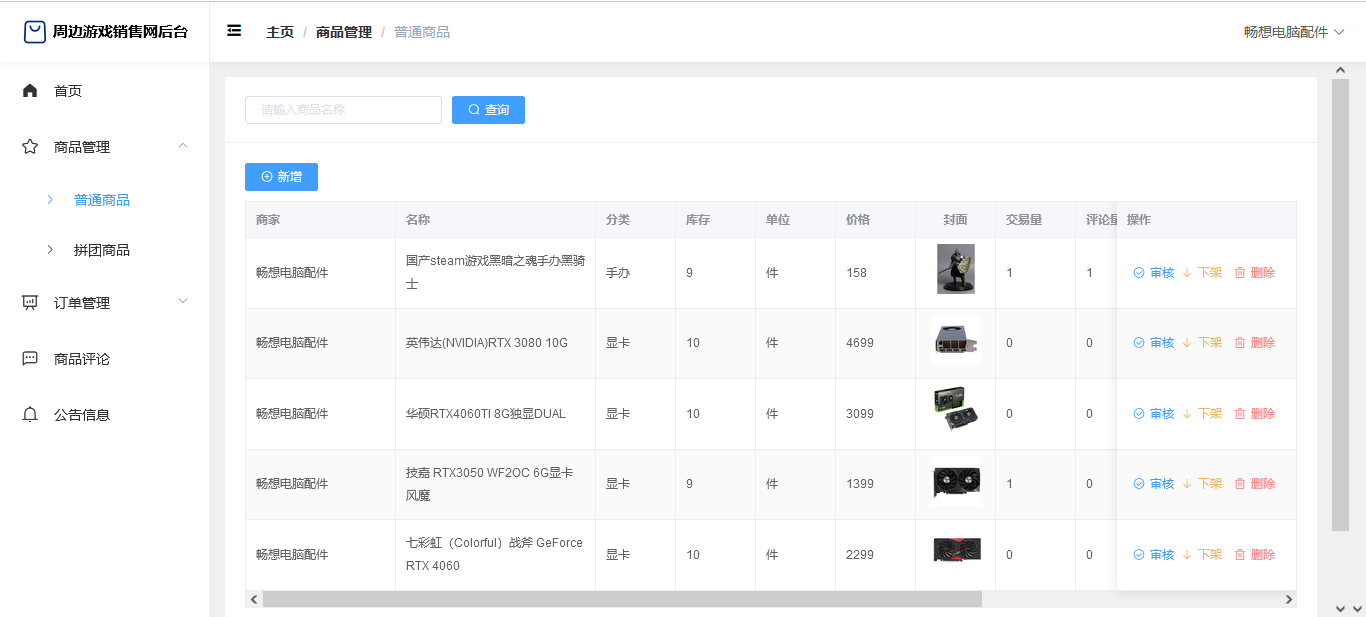 周边游戏销售网后台
主页 / 商品管理 / 普通商品
畅想电脑配件
首页
商品管理
普通商品
拼团商品
订单管理
商品评论
公告信息
请输入商品名称
查询
新增
商家 名称 分类 库存 单位 价格 封面 交易量 评论量 操作
畅想电脑配件 国产steam游戏黑暗之魂手办黑骑
士 手办 9 件 158 1 1 审核 下架 删除
畅想电脑配件 英伟达(NVIDIA)RTX 3080 10G 显卡 10 件 4699 0 0 审核 下架 删除
畅想电脑配件 华硕RTX4060TI 8G独显DUAL 显卡 10 件 3099 0 0 审核 下架 删除
畅想电脑配件 技嘉 RTX3050 WF2OC 6G显卡
风魔 显卡 9 件 1399 1 0 审核 下架 删除
畅想电脑配件 七彩虹（Colorful）战斧 GeForce
RTX 4060 显卡 10 件 2299 0 0 审核 下架 删除